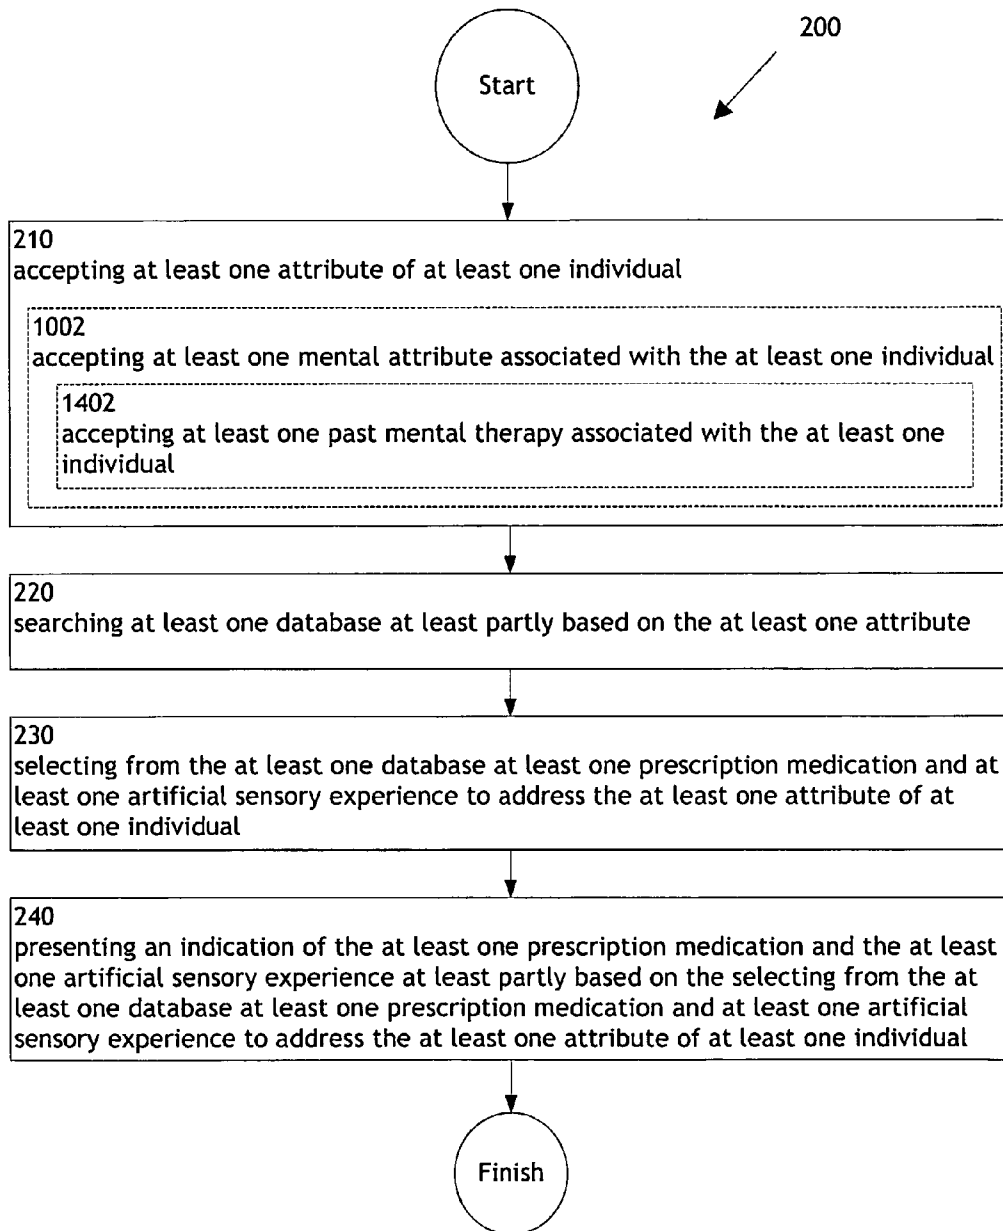 200
Start
210
accepting at least one attribute of at least one individual
1002
accepting at least one mental attribute associated with the at least one individual
1402
accepting at least one past mental therapy associated with the at least one
individual
220
searching at least one database at least partly based on the at least one attribute
230
selecting from the at least one database at least one prescription medication and at
least one artificial sensory experience to address the at least one attribute of at
least one individual
240
presenting an indication of the at least one prescription medication and the at least
one artificial sensory experience at least partly based on the selecting from the at
least one database at least one prescription medication and at least one artificial
sensory experience to address the at least one attribute of at least one individual
Finish